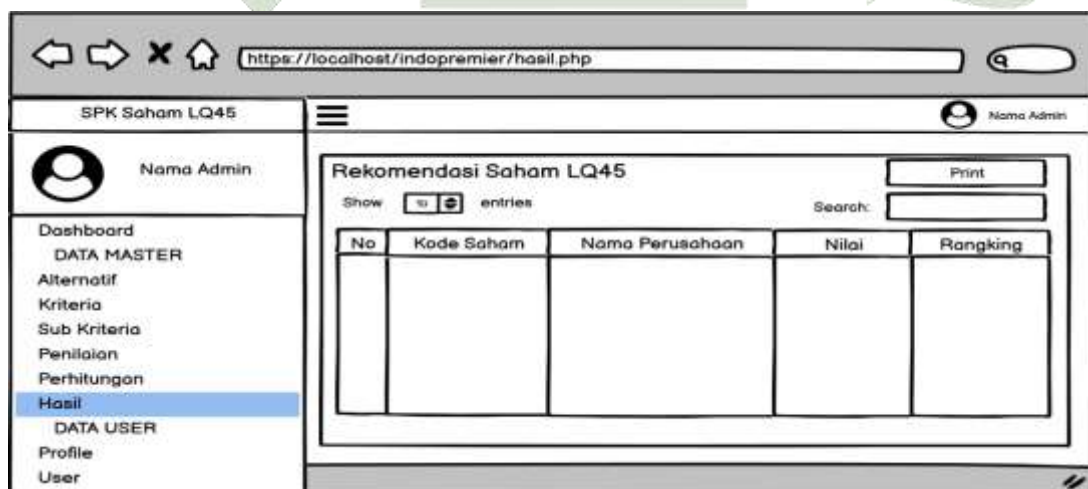 https://localhost/indopremier/hasil.php
SPK Saham LQ45
Nama Admin
Nama Admin
Dashboard
DATA MASTER
Alternatif
Kriteria
Sub Kriteria
Penilaian
Perhitungan
Hasil
DATA USER
Profile
User
Rekomendasi Saham LQ45
Print
Show 10 entries
Search:
No Kode Saham Nama Perusahaan Nilai Rangking